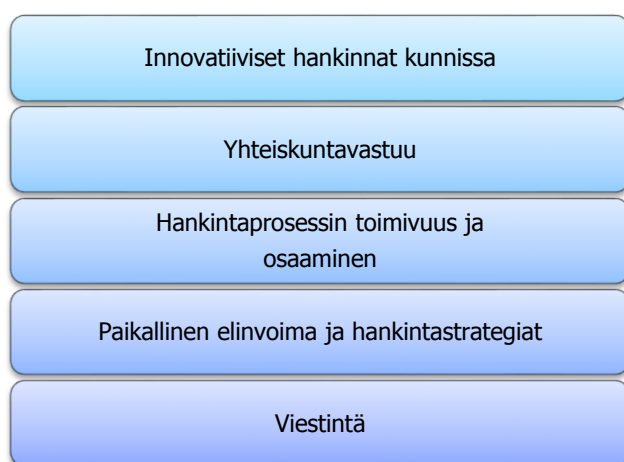 Innovatiiviset hankinnat kunnissa
Yhteiskuntavastuu
Hankintaprosessin toimivuus ja
osaaminen
Paikallinen elinvoima ja hankintastrategiat
Viestintä